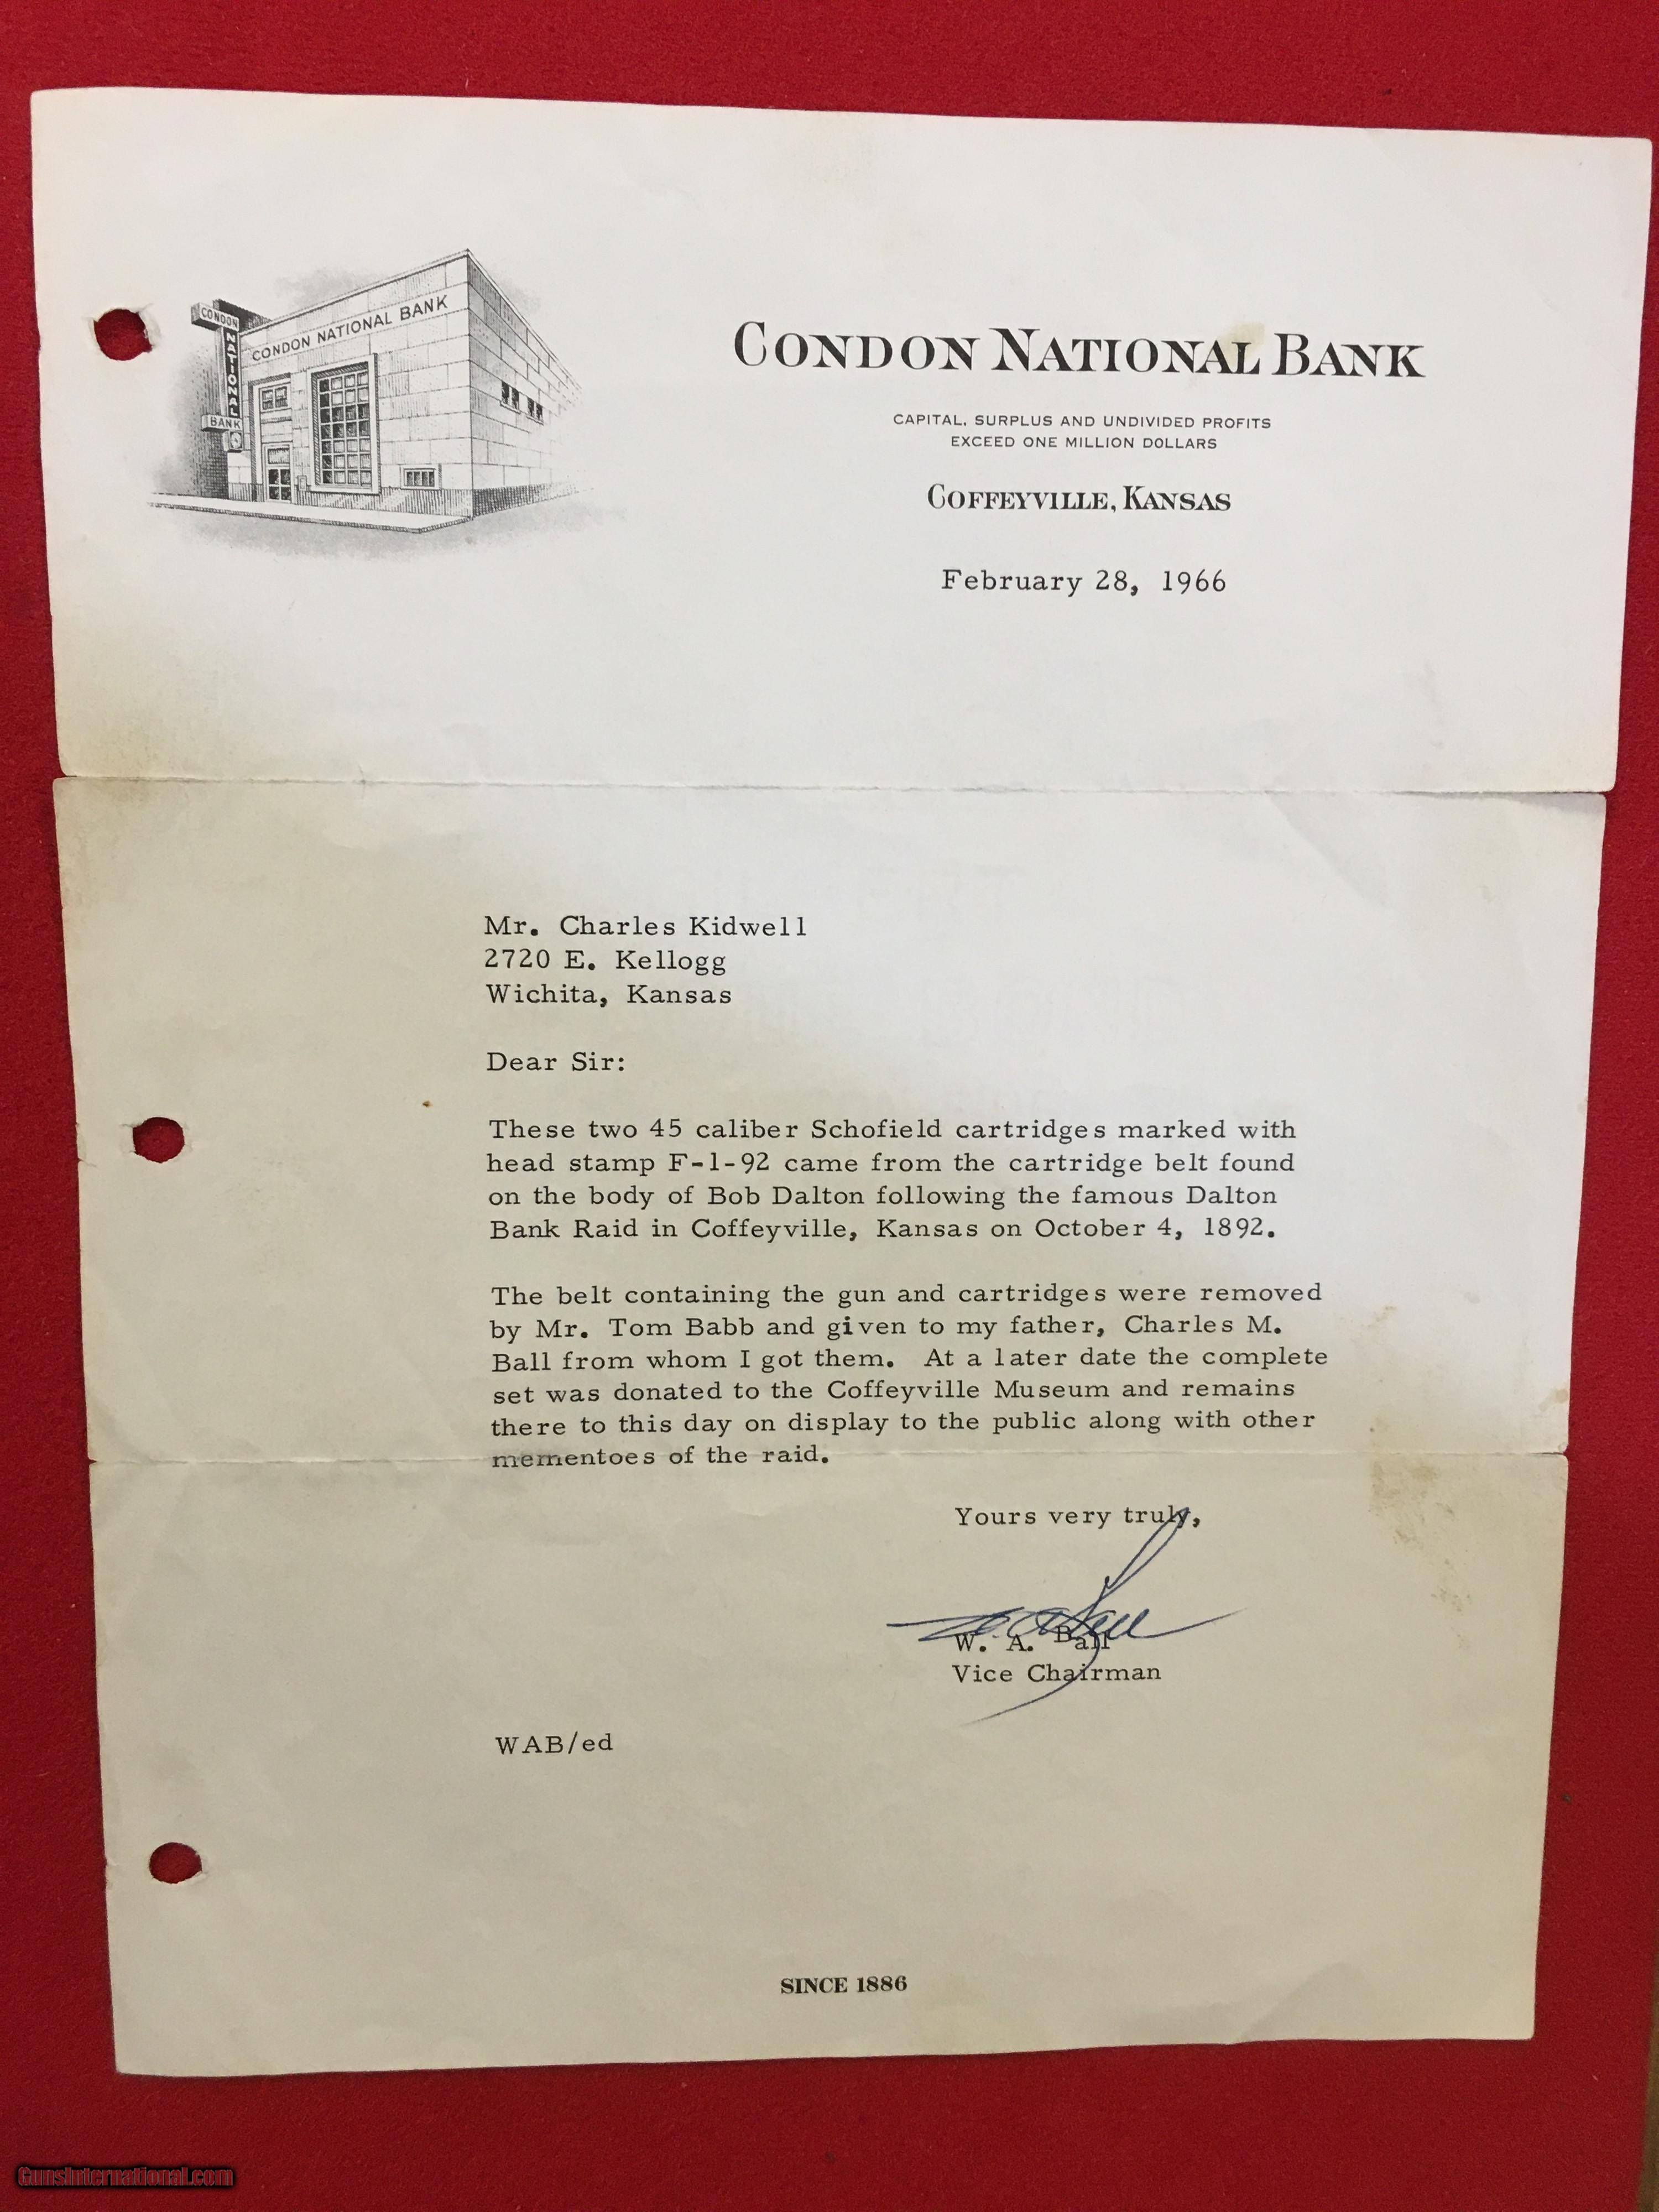 CONDON
NATIONAL
BANK
CONDON NATIONAL BANK
CONDON NATIONAL BANK
CAPITAL, SURPLUS AND UNDIVIDED PROFITS
EXCEED ONE MILLION DOLLARS
COFFEYVILLE, KANSAS
February 28, 1966
Mr. Charles Kidwell
2720 E. Kellogg
Wichita, Kansas
Dear Sir:
These two 45 caliber Schofield cartridges marked with
head stamp F-1-92 came from the cartridge belt found
on the body of Bob Dalton following the famous Dalton
Bank Raid in Coffeyville, Kansas on October 4, 1892.
The belt containing the gun and cartridges were removed
by Mr. Tom Babb and given to my father, Charles M.
Ball from whom I got them. At a later date the complete
set was donated to the Coffeyville Museum and remains
there to this day on display to the public along with other
mementoes of the raid.
Yours very truly,
W. A. Ball
W. A. Ball
Vice Chairman
WAB/ed
SINCE 1886
GunsInternational.com